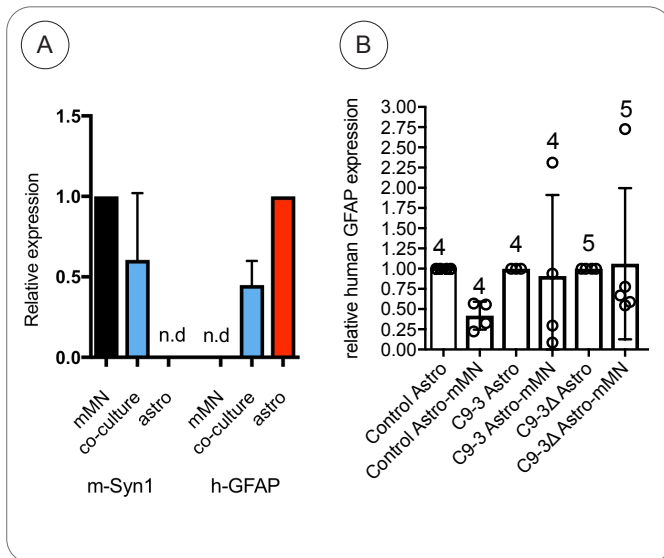 A
B
Relative expression
1.5
1.0
0.5
0.0
n.d
n.d
mMN
co-culture
astro
mMN
co-culture
astro
m-Syn1
h-GFAP
relative human GFAP expression
3.00
2.75
2.50
2.25
2.00
1.75
1.50
1.25
1.00
0.75
0.50
0.25
0.00
4
4
4
4
5
5
Control Astro
Control Astro-mMN
C9-3 Astro
C9-3 Astro-mMN
C9-3Δ Astro
C9-3Δ Astro-mMN